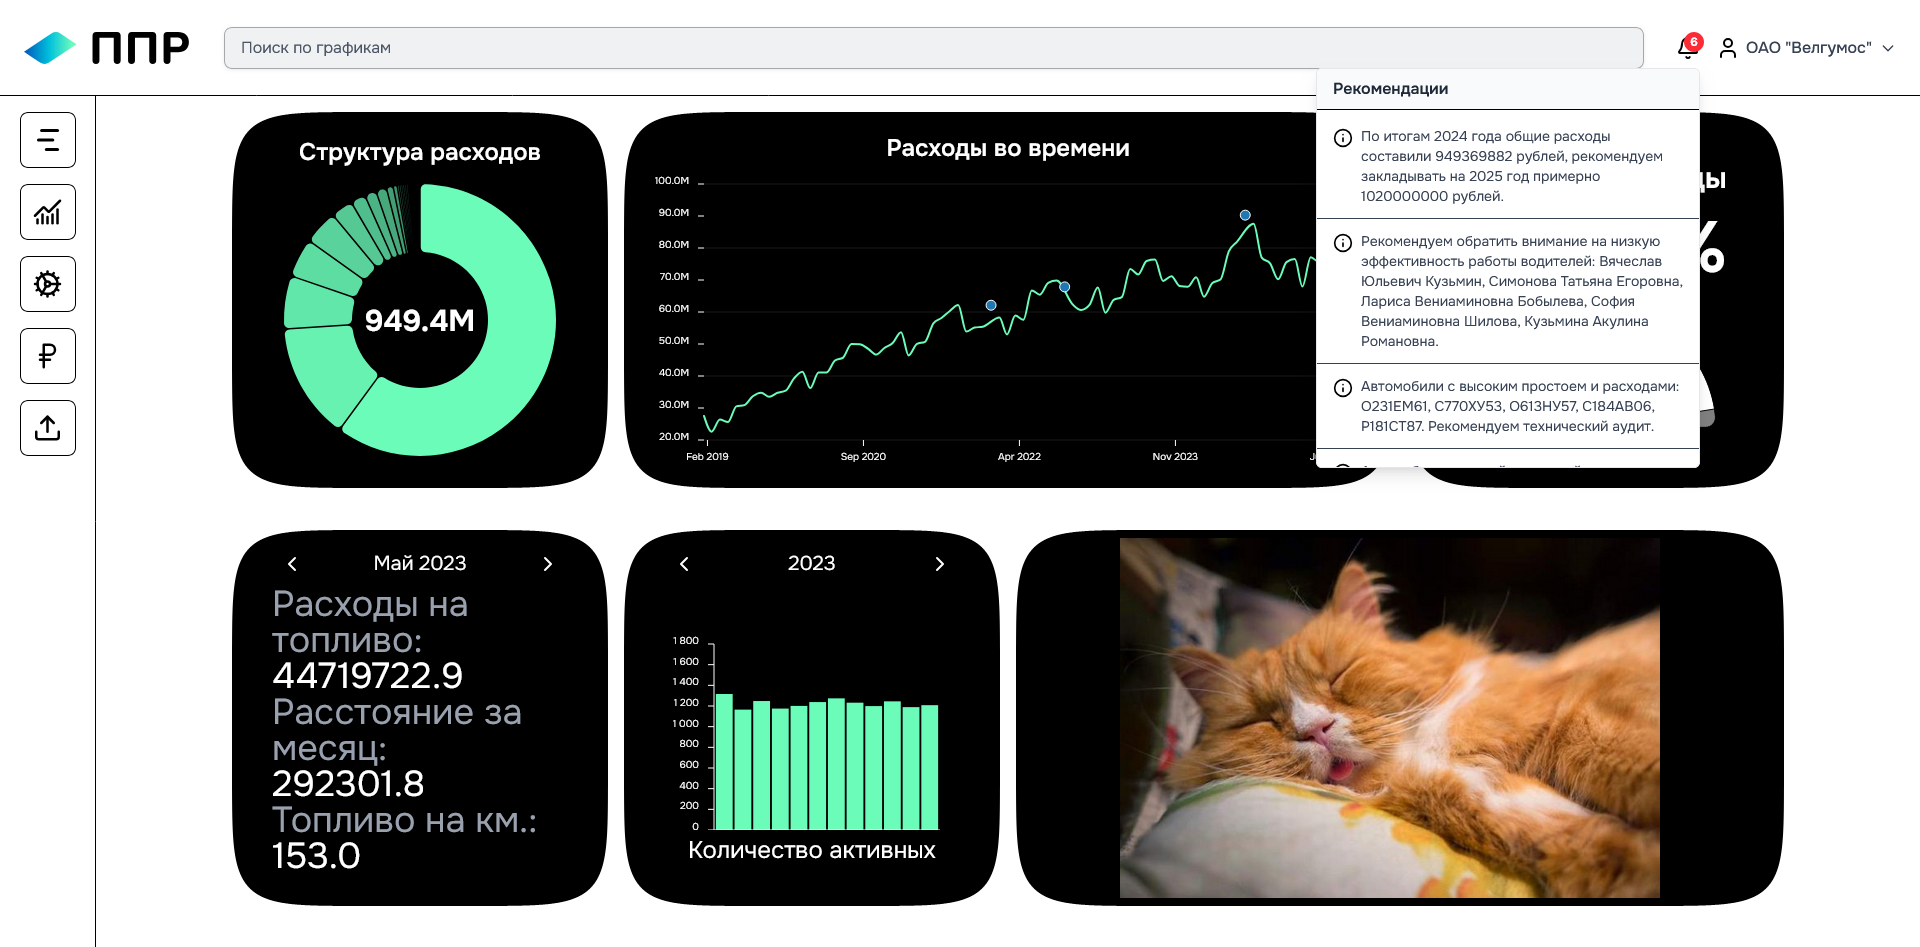 ППР
Поиск по графикам
6
ОАО "Велгумос"
Рекомендации
По итогам 2024 года общие расходы
составили 949369882 рублей, рекомендуем
закладывать на 2025 год примерно
1020000000 рублей.
Рекомендуем обратить внимание на низкую
эффективность работы водителей: Вячеслав
Юльевич Кузьмин, Симонова Татьяна Егоровна,
Лариса Вениаминовна Бобылева, София
Вениаминовна Шилова, Кузьмина Акулина
Романовна.
Автомобили с высоким простоем и расходами:
О231ЕМ61, С770ХУ53, О613НУ57, С184АВ06,
Р181СТ87. Рекомендуем технический аудит.
Структура расходов
949.4M
Расходы во времени
100.0M
90.0M
80.0M
70.0M
60.0M
50.0M
40.0M
30.0M
20.0M
Feb 2019
Sep 2020
Apr 2022
Nov 2023
%
Май 2023
Расходы на
топливо:
44719722.9
Расстояние за
месяц:
292301.8
Топливо на км.:
153.0
2023
1 800
1 600
1 400
1 200
1 000
800
600
400
200
0
Количество активных